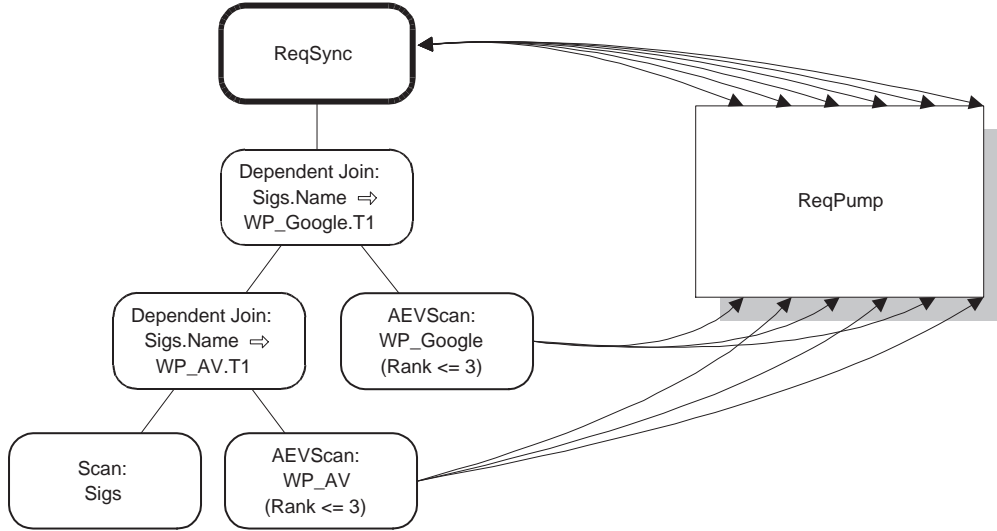 ReqSync
Dependent Join:
Sigs.Name ⇨
WP_Google.T1
ReqPump
Dependent Join:
Sigs.Name ⇨
WP_AV.T1
AEVScan:
WP_Google
(Rank <= 3)
Scan:
Sigs
AEVScan:
WP_AV
(Rank <= 3)